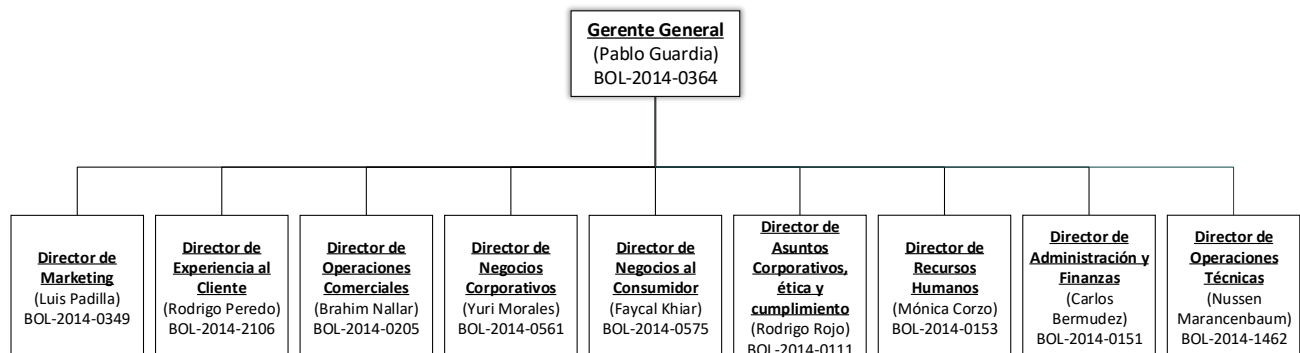 Gerente General
(Pablo Guardia)
BOL-2014-0364
Director de
Marketing
(Luis Padilla)
BOL-2014-0349
Director de
Experiencia al
Cliente
(Rodrigo Peredo)
BOL-2014-2106
Director de
Operaciones
Comerciales
(Brahim Nallar)
BOL-2014-0205
Director de
Negocios
Corporativos
(Yuri Morales)
BOL-2014-0561
Director de
Negocios al
Consumidor
(Faycal Khiar)
BOL-2014-0575
Director de
Asuntos
Corporativos,
ética y
cumplimiento
(Rodrigo Rojo)
BOL-2014-0111
Director de
Recursos
Humanos
(Mónica Corzo)
BOL-2014-0153
Director de
Administración y
Finanzas
(Carlos
Bermudez)
BOL-2014-0151
Director de
Operaciones
Técnicas
(Nussen
Marancenbaum)
BOL-2014-1462